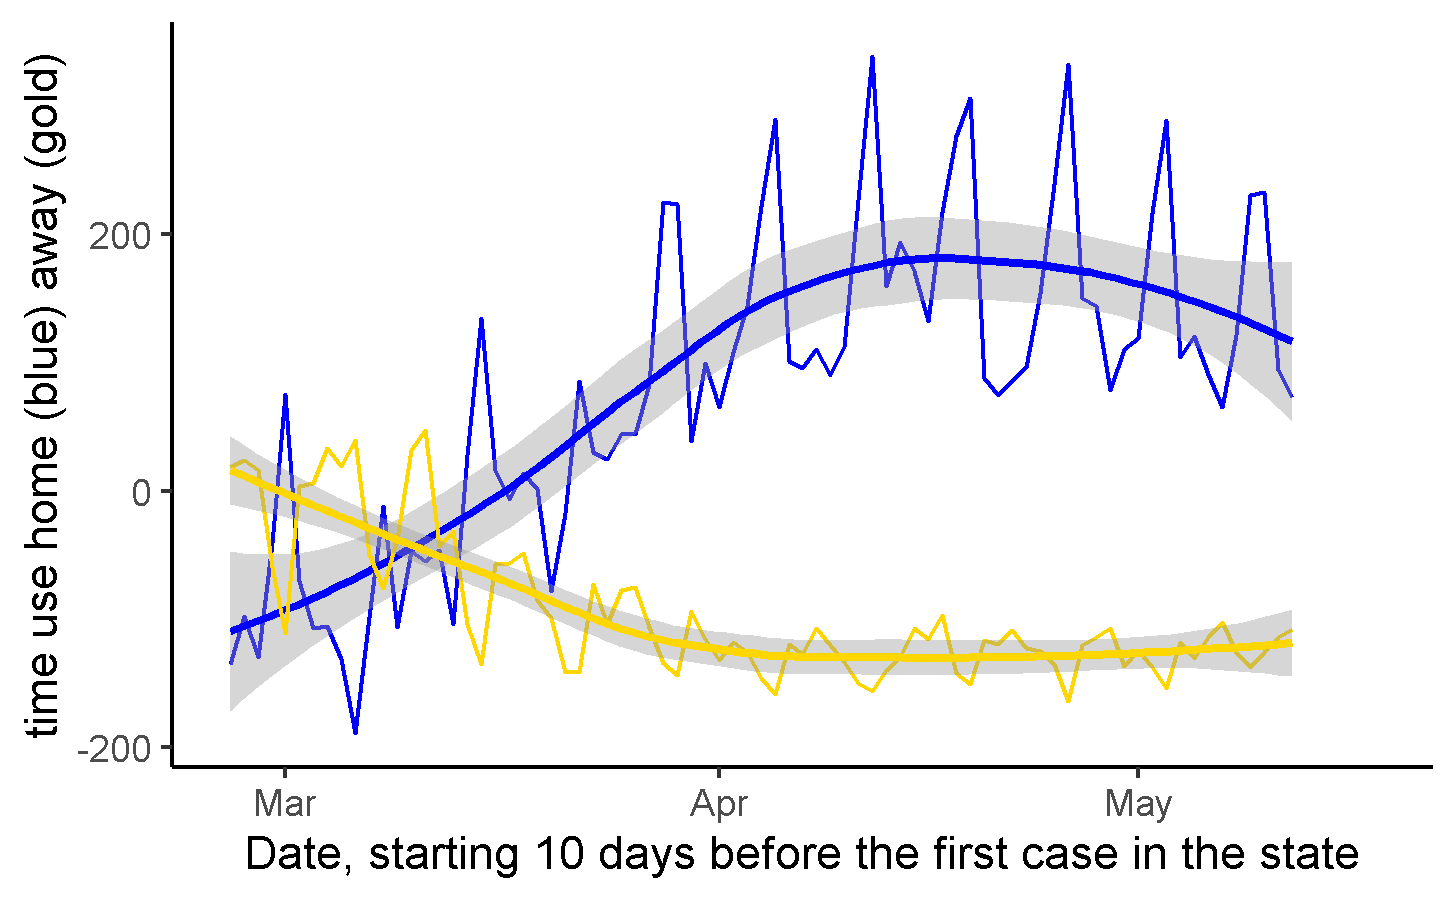 time use home (blue) away (gold)
200
0
-200
Mar
Apr
May
Date, starting 10 days before the first case in the state